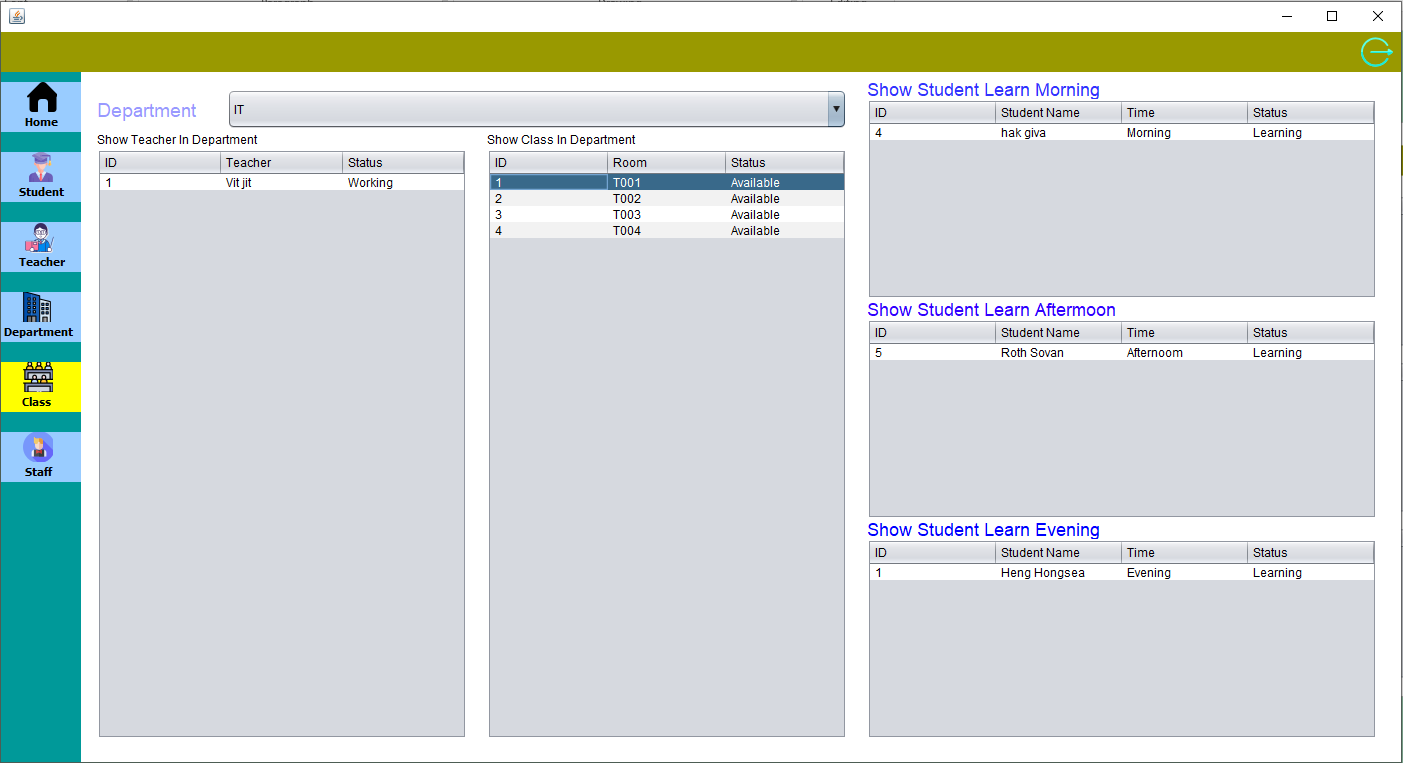 Home
Student
Teacher
Department
Class
Staff
Department IT
Show Teacher In Department
ID Teacher Status
1 Vit jit Working
Show Class In Department
ID Room Status
1 T001 Available
2 T002 Available
3 T003 Available
4 T004 Available
Show Student Learn Morning
ID Student Name Time Status
4 hak giva Morning Learning
Show Student Learn Aftermoon
ID Student Name Time Status
5 Roth Sovan Afternoom Learning
Show Student Learn Evening
ID Student Name Time Status
1 Heng Hongsea Evening Learning